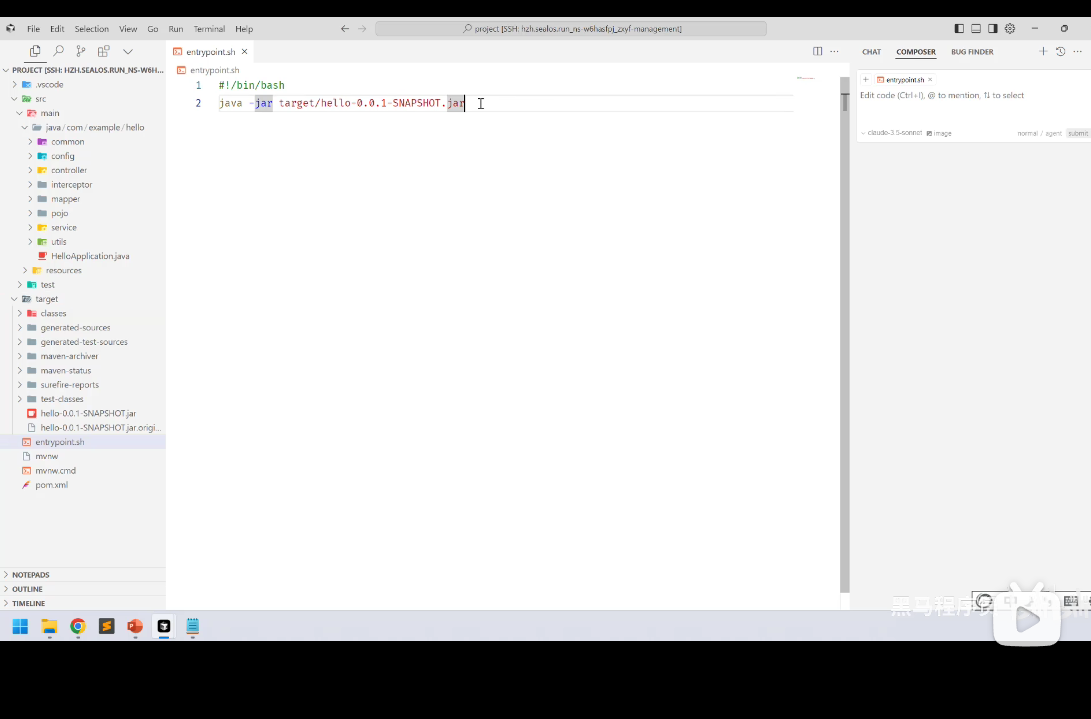 File Edit Selection View Go Run Terminal Help
project [SSH: hzh.sealos.run_ns-w6hasfpj_zxyf-management]
PROJECT [SSH: HZH.SEALOS.RUN_NS-W6H...
.vscode
src
main
java / com / example / hello
common
config
controller
interceptor
mapper
pojo
service
utils
HelloApplication.java
resources
test
target
classes
generated-sources
generated-test-sources
maven-archiver
maven-status
surefire-reports
test-classes
hello-0.0.1-SNAPSHOT.jar
hello-0.0.1-SNAPSHOT.jar.origi...
entrypoint.sh
mvnw
mvnw.cmd
pom.xml
NOTEPADS
OUTLINE
TIMELINE
entrypoint.sh
entrypoint.sh
1 #!/bin/bash
2 java -jar target/hello-0.0.1-SNAPSHOT.jar
CHAT COMPOSER BUG FINDER
entrypoint.sh
Edit code (Ctrl+I), @ to mention, ⇅ to select
claude-3.5-sonnet image normal / agent submit
黑马程序员